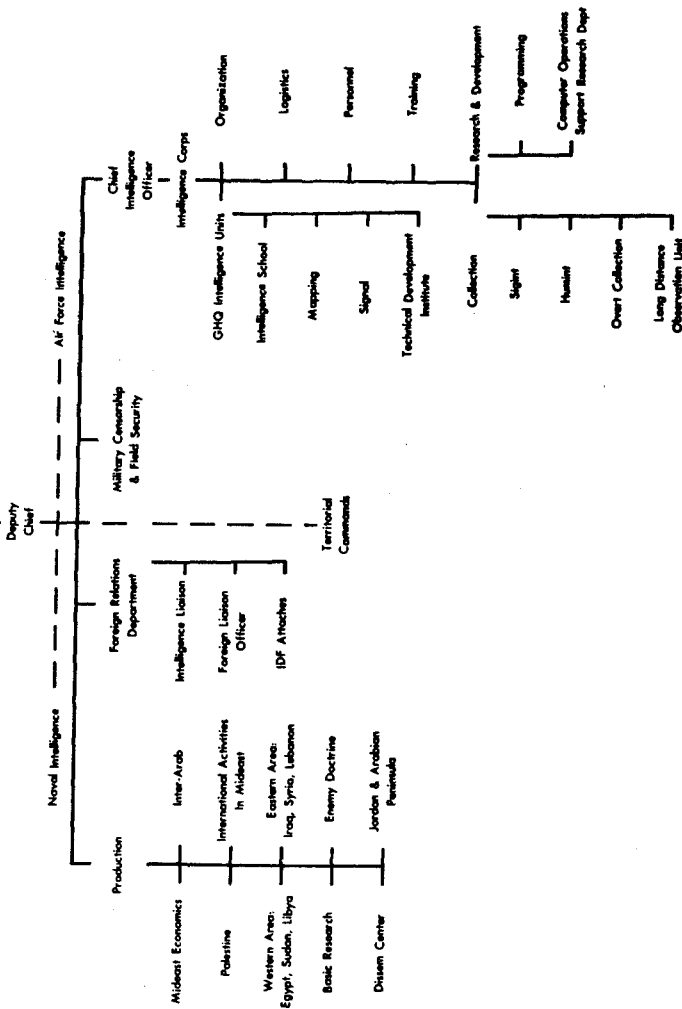 Deputy
Chief
Naval Intelligence
Air Force Intelligence
Production
Foreign Relations
Department
Military Censorship
& Field Security
Chief
Intelligence
Officer
Intelligence Corps
Mideast Economics
Inter-Arab
Palestine
International Activities
In Mideast
Western Area:
Egypt, Sudan, Libya
Eastern Area:
Iraq, Syria, Lebanon
Basic Research
Enemy Doctrine
Dissem Center
Jordan & Arabian
Peninsula
Intelligence Liaison
Foreign Liaison
Officer
IDF Attaches
Territorial
Commands
GHQ Intelligence Units
Organization
Intelligence School
Logistics
Mapping
Personnel
Signal
Training
Technical Development
Institute
Collection
Research & Development
Sigint
Programming
Humint
Computer Operations
Support Research Dept
Overt Collection
Long Distance
Observation Unit